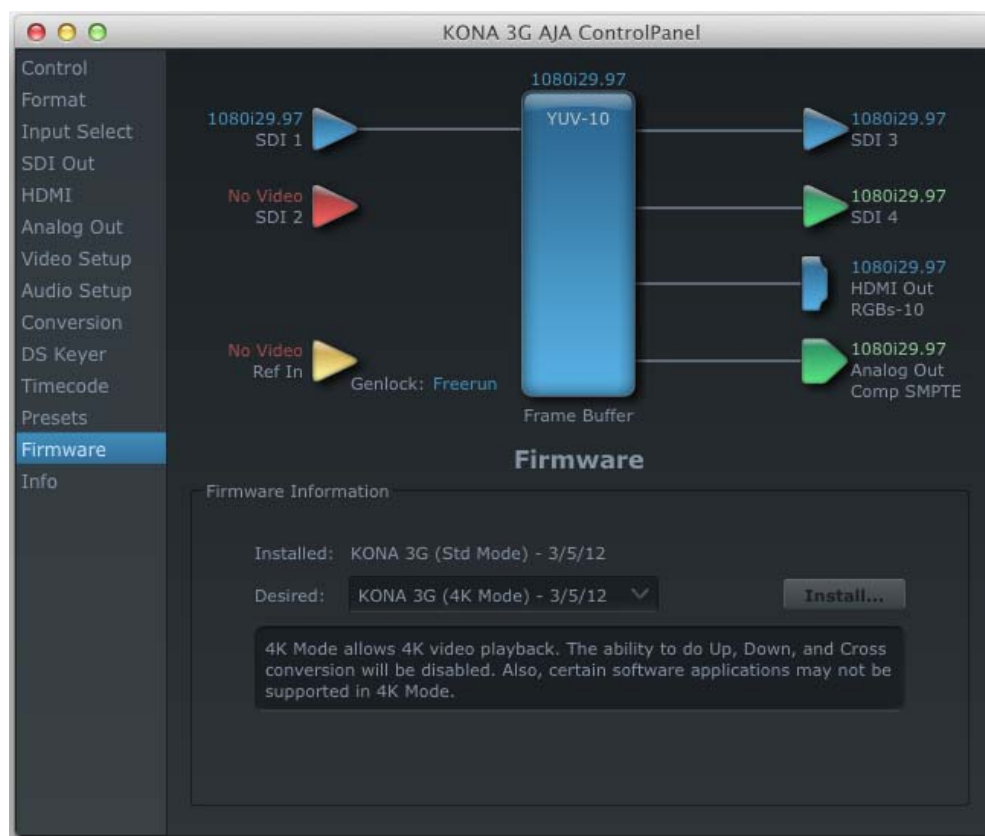 KONA 3G AJA ControlPanel
Control
Format
Input Select
SDI Out
HDMI
Analog Out
Video Setup
Audio Setup
Conversion
DS Keyer
Timecode
Presets
Firmware
Info
1080i29.97
YUV-10
Frame Buffer
1080i29.97
SDI 1
No Video
SDI 2
No Video
Ref In
Genlock: Freerun
1080i29.97
SDI 3
1080i29.97
SDI 4
1080i29.97
HDMI Out
RGBs-10
1080i29.97
Analog Out
Comp SMPTE
Firmware
Firmware Information
Installed: KONA 3G (Std Mode) - 3/5/12
Desired: KONA 3G (4K Mode) - 3/5/12
Install...
4K Mode allows 4K video playback. The ability to do Up, Down, and Cross
conversion will be disabled. Also, certain software applications may not be
supported in 4K Mode.